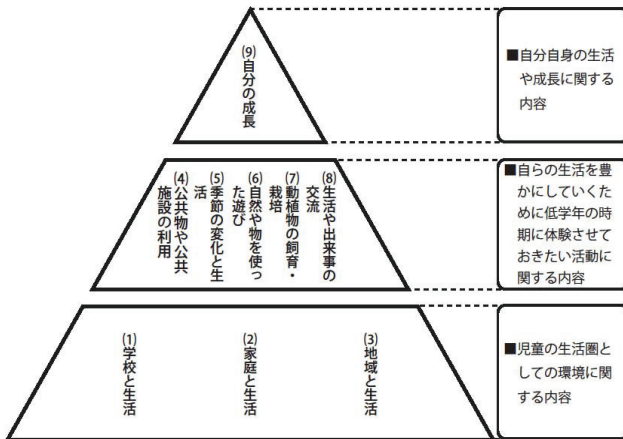 (9)自分の成長
■自分自身の生活
や成長に関する
内容
(8)生活や出来事の
交流
(7)動植物の飼育・
栽培
(6)自然や物を使っ
た遊び
(5)季節の変化と生
活
(4)公共物や公共
施設の利用
■自らの生活を豊
かにしていくた
めに低学年の時
期に体験させて
おきたい活動に
関する内容
(1)学校と生活
(2)家庭と生活
(3)地域と生活
■児童の生活圏と
しての環境に関
する内容